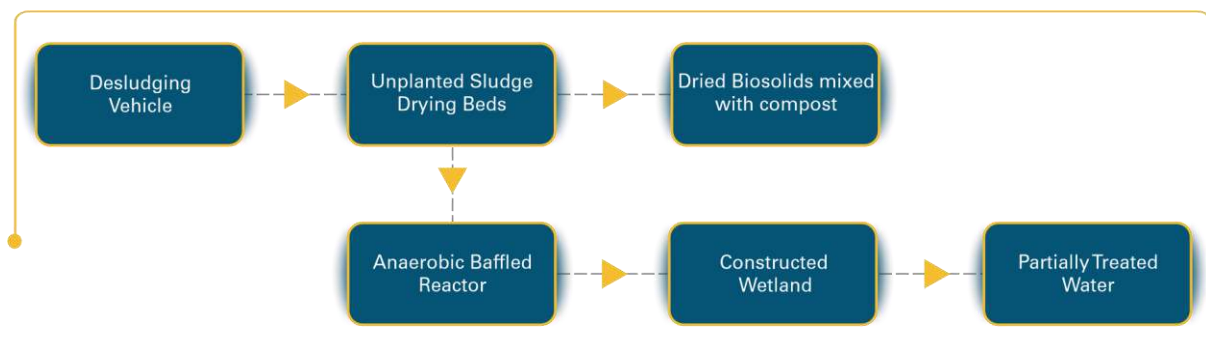 Desludging
Vehicle
Unplanted Sludge
Drying Beds
Dried Biosolids mixed
with compost
Anaerobic Baffled
Reactor
Constructed
Wetland
Partially Treated
Water